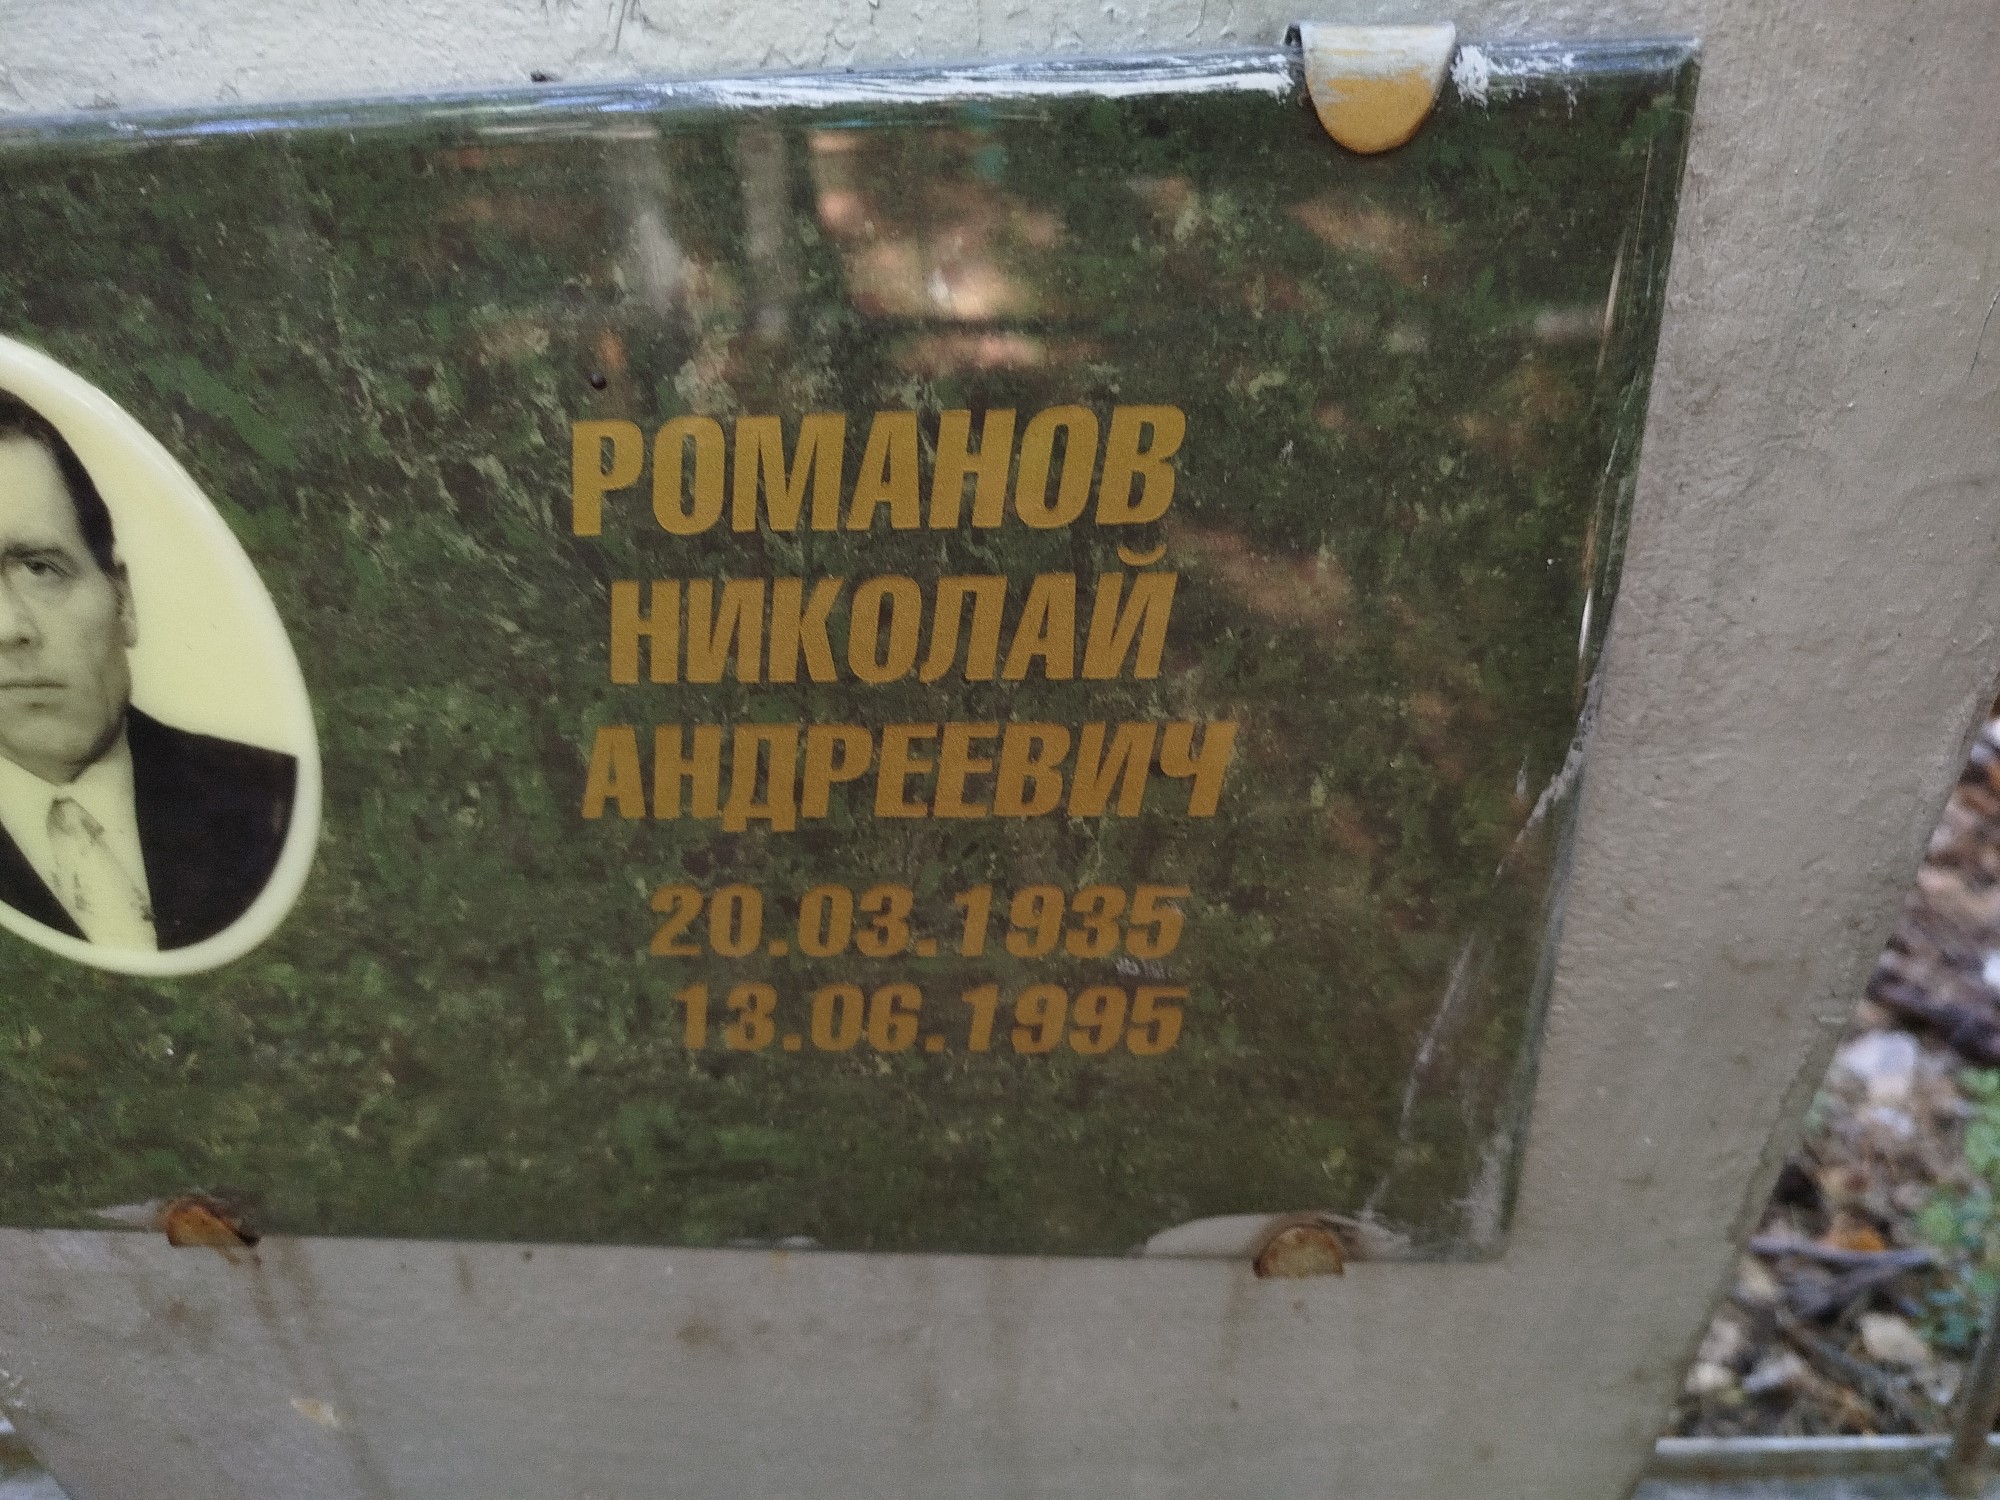 РОМАНОВ
НИКОЛАЙ
АНДРЕЕВИЧ
20.03.1935
13.06.1995